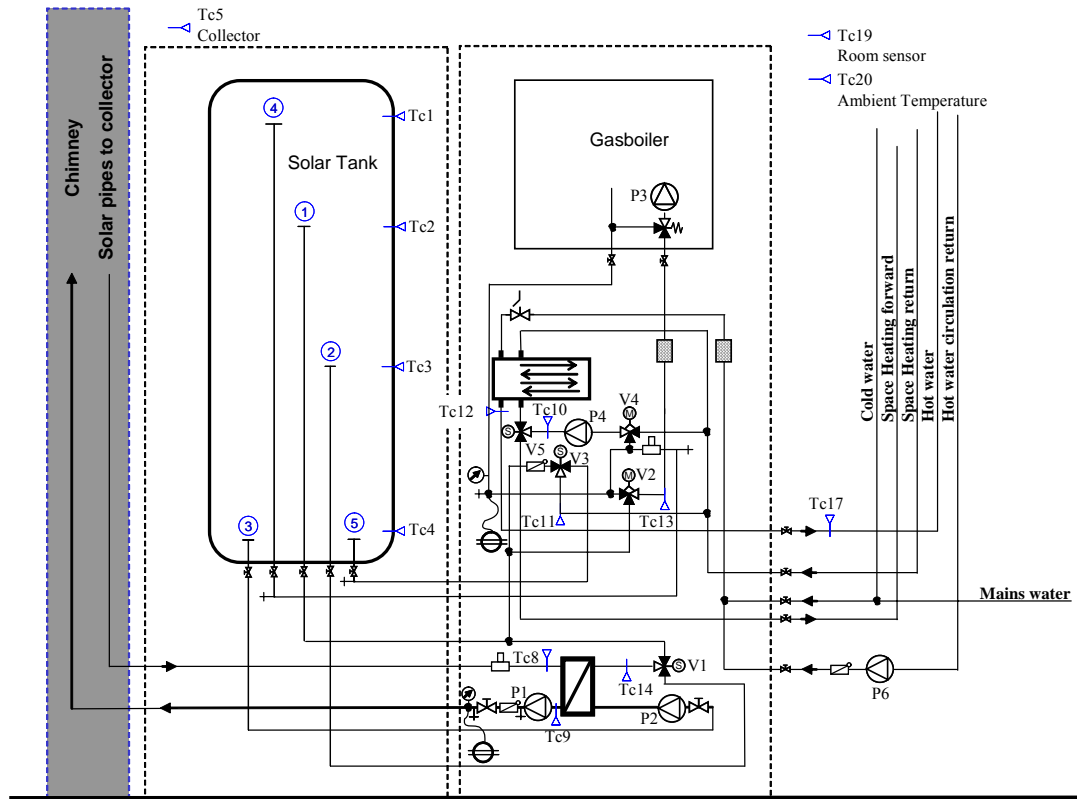 Tc5
Collector
Tc19
Room sensor
Tc20
Ambient Temperature
Chimney
Solar pipes to collector
4
Solar Tank
Tc1
1
Tc2
2
Tc3
3
5
Tc4
Gasboiler
P3
Tc12
Tc10
P4
V4
M
S
V5
S
V3
M
V2
Tc11
Tc13
Tc17
Cold water
Space Heating forward
Space Heating return
Hot water
Hot water circulation return
Mains water
Tc8
S
V1
Tc14
P1
P2
Tc9
P6